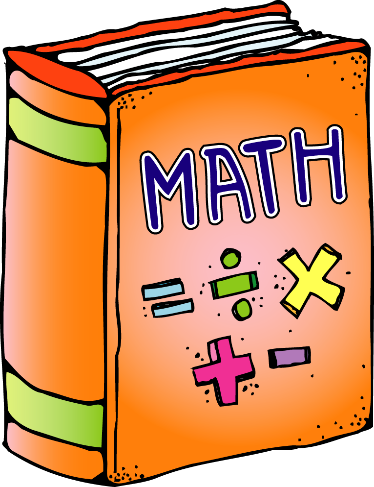 MATH
= ÷ ×
+ -